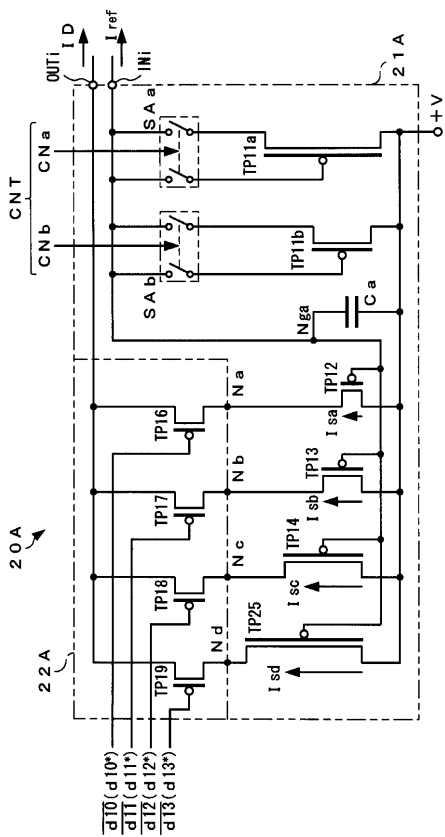 20A
22A
CNT
CNb
CNa
OUTi
ID
Iref
INi
SAb
SAa
TP11b
TP11a
21A
+V
Nga
Ca
TP19
TP18
TP17
TP16
Nd
Nc
Nb
Na
TP25
TP14
TP13
TP12
Isd
Isc
Isb
Isa
d10(d10*)
d11(d11*)
d12(d12*)
d13(d13*)